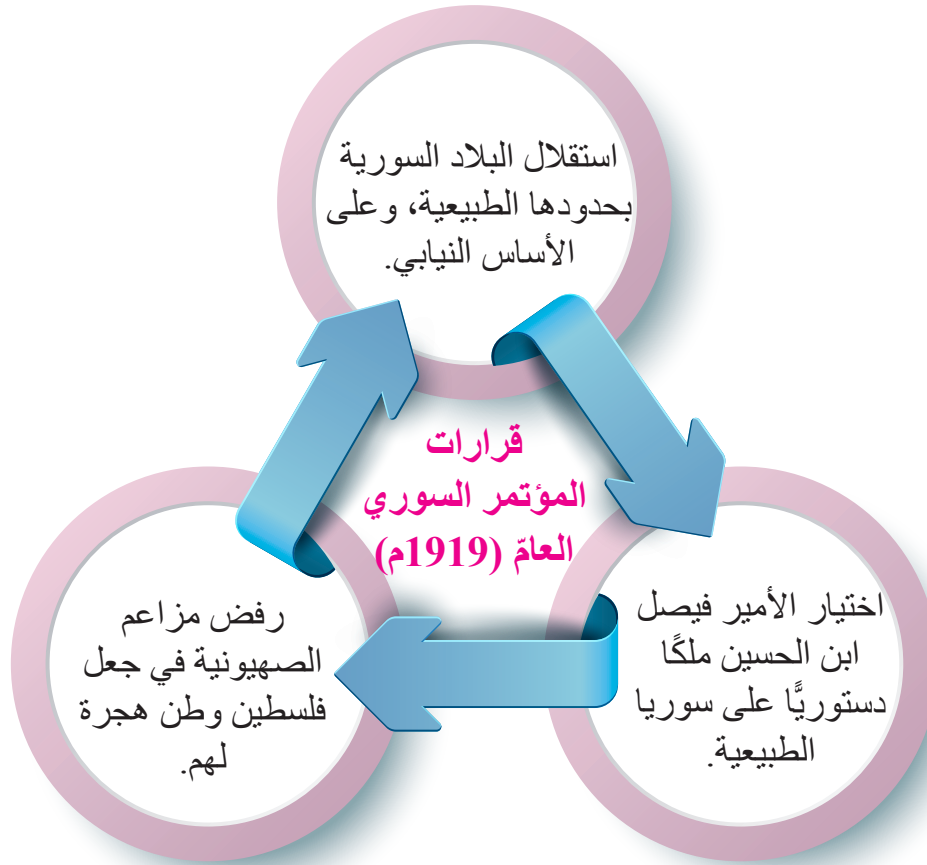 استقلال البلاد السورية
بحدودها الطبيعية، وعلى
الأساس النيابي.
قرارات
المؤتمر السوري
العامّ (1919م)
اختيار الأمير فيصل
ابن الحسين ملكًا
دستوريًّا على سوريا
الطبيعية.
رفض مزاعم
الصهيونية في جعل
فلسطين وطن هجرة
لهم.